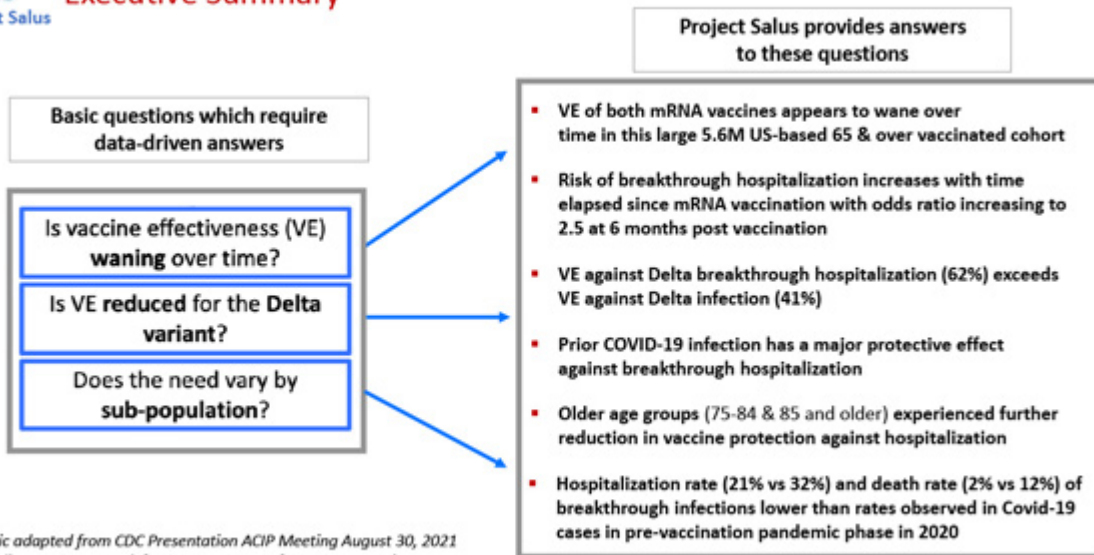 t Salus
Executive Summary
Project Salus provides answers
to these questions
Basic questions which require
data-driven answers
Is vaccine effectiveness (VE)
waning over time?
Is VE reduced for the Delta
variant?
Does the need vary by
sub-population?
▪ VE of both mRNA vaccines appears to wane over
time in this large 5.6M US-based 65 & over vaccinated cohort
▪ Risk of breakthrough hospitalization increases with time
elapsed since mRNA vaccination with odds ratio increasing to
2.5 at 6 months post vaccination
▪ VE against Delta breakthrough hospitalization (62%) exceeds
VE against Delta infection (41%)
▪ Prior COVID-19 infection has a major protective effect
against breakthrough hospitalization
▪ Older age groups (75-84 & 85 and older) experienced further
reduction in vaccine protection against hospitalization
▪ Hospitalization rate (21% vs 32%) and death rate (2% vs 12%) of
breakthrough infections lower than rates observed in Covid-19
cases in pre-vaccination pandemic phase in 2020
ic adapted from CDC Presentation ACIP Meeting August 30, 2021